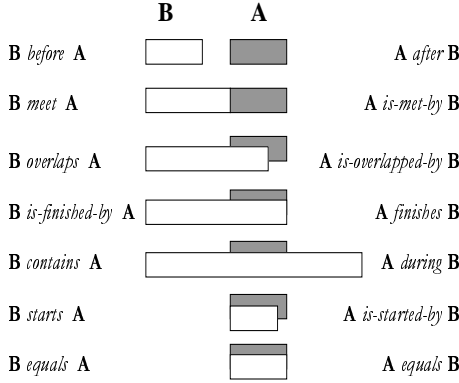 B A
B before A A after B
B meet A A is-met-by B
B overlaps A A is-overlapped-by B
B is-finished-by A A finishes B
B contains A A during B
B starts A A is-started-by B
B equals A A equals B